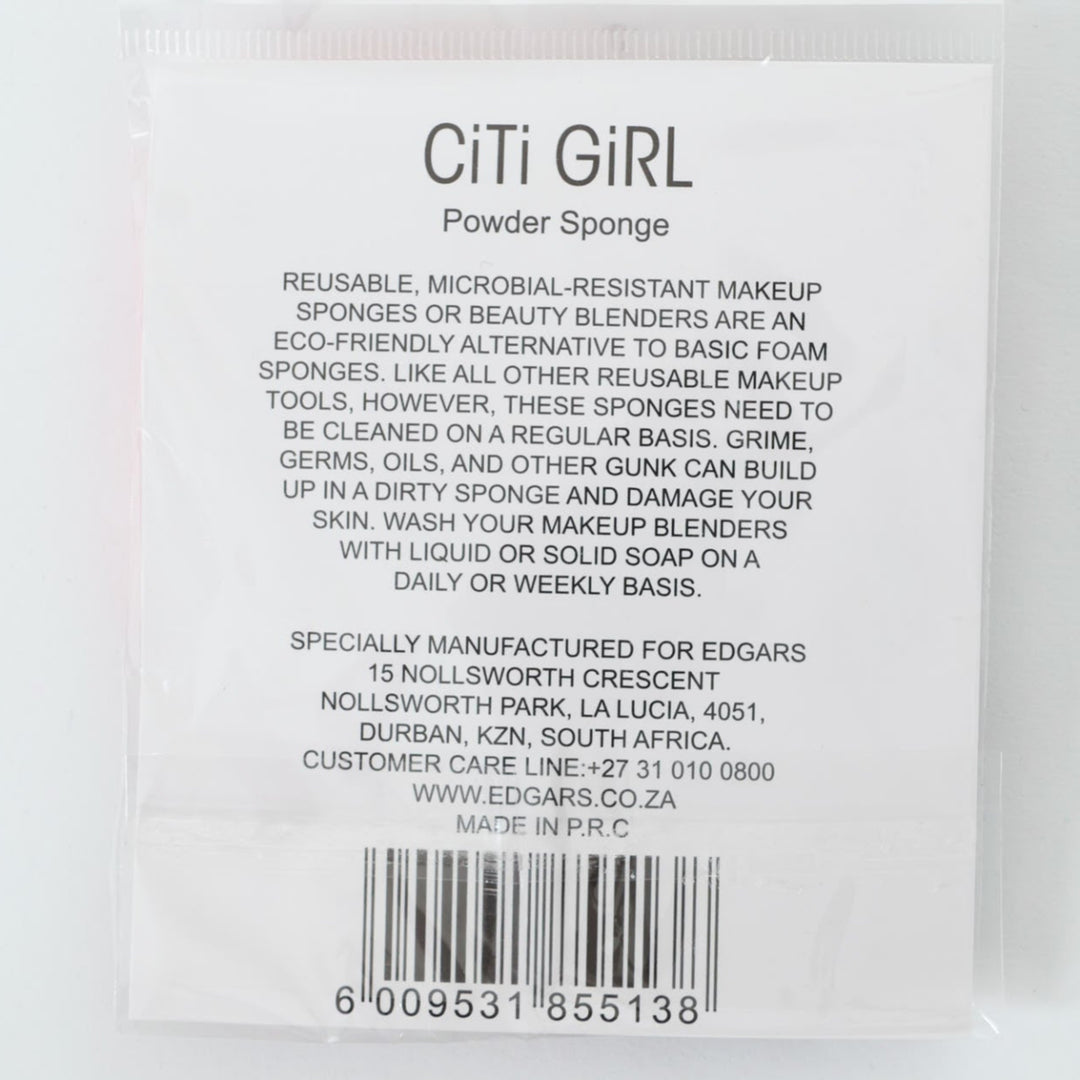 CiTi GiRL
Powder Sponge
REUSABLE, MICROBIAL-RESISTANT MAKEUP
SPONGES OR BEAUTY BLENDERS ARE AN
ECO-FRIENDLY ALTERNATIVE TO BASIC FOAM
SPONGES. LIKE ALL OTHER REUSABLE MAKEUP
TOOLS, HOWEVER, THESE SPONGES NEED TO
BE CLEANED ON A REGULAR BASIS. GRIME,
GERMS, OILS, AND OTHER GUNK CAN BUILD
UP IN A DIRTY SPONGE AND DAMAGE YOUR
SKIN. WASH YOUR MAKEUP BLENDERS
WITH LIQUID OR SOLID SOAP ON A
DAILY OR WEEKLY BASIS.
SPECIALLY MANUFACTURED FOR EDGARS
15 NOLLSWORTH CRESCENT
NOLLSWORTH PARK, LA LUCIA, 4051,
DURBAN, KZN, SOUTH AFRICA.
CUSTOMER CARE LINE:+27 31 010 0800
WWW.EDGARS.CO.ZA
MADE IN P.R.C
6 009531 855138